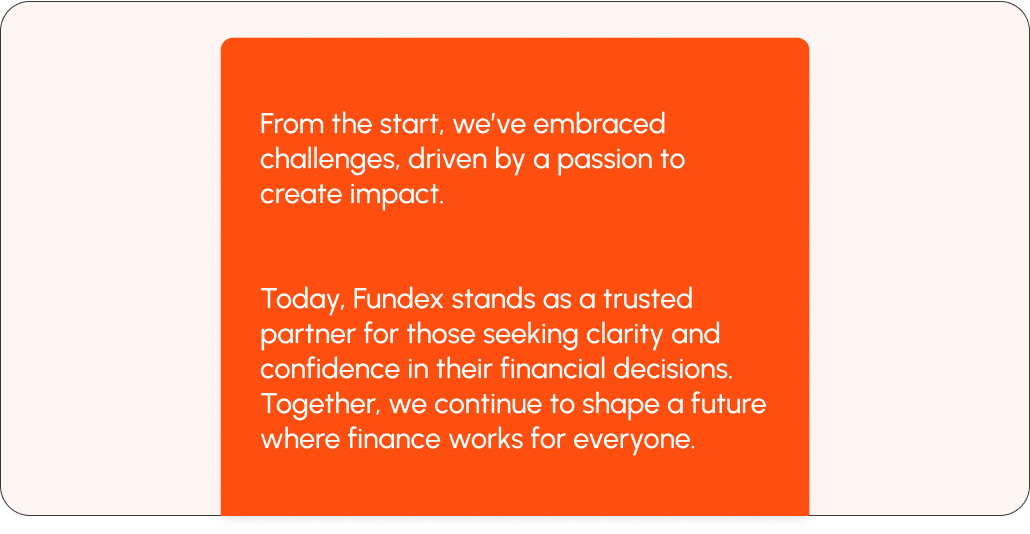 From the start, we've embraced
challenges, driven by a passion to
create impact.
Today, Fundex stands as a trusted
partner for those seeking clarity and
confidence in their financial decisions.
Together, we continue to shape a future
where finance works for everyone.